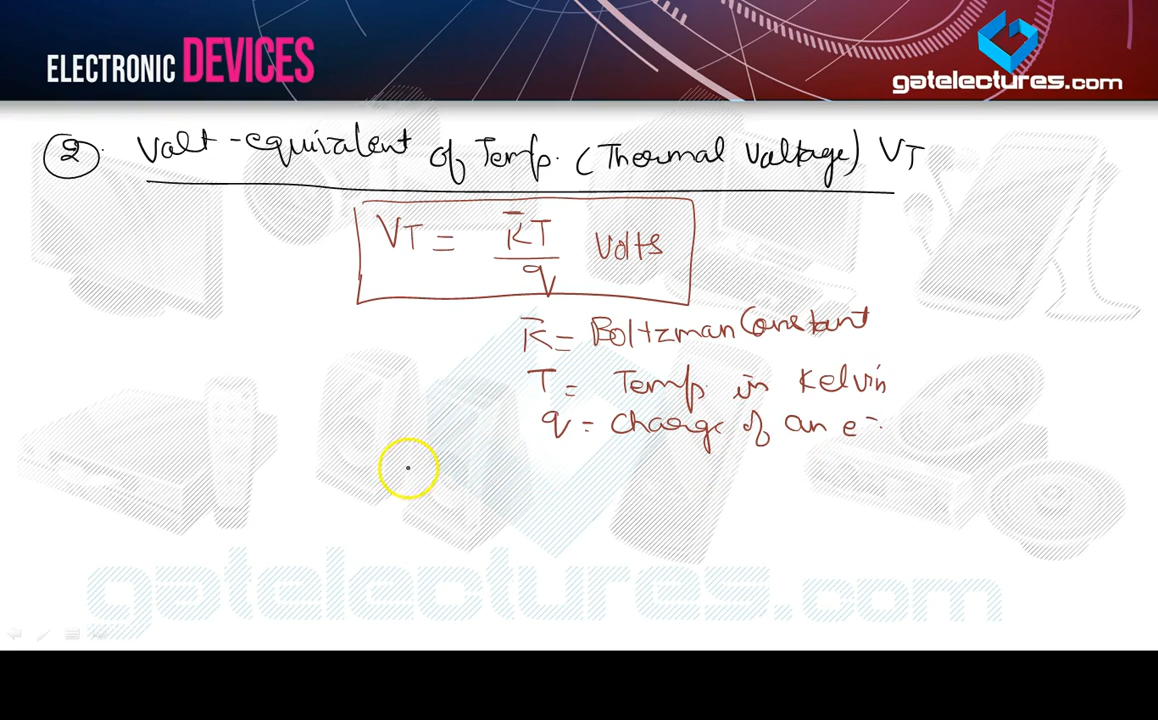 ELECTRONIC DEVICES
gatelectures.com
② Volt-equivalent of Temp. (Thermal Voltage) VT
VT = K̅T/q Volts
K̅ = Boltzman Constant
T = Temp. in Kelvin
q = Charge of an e⁻.
gatelectures.com